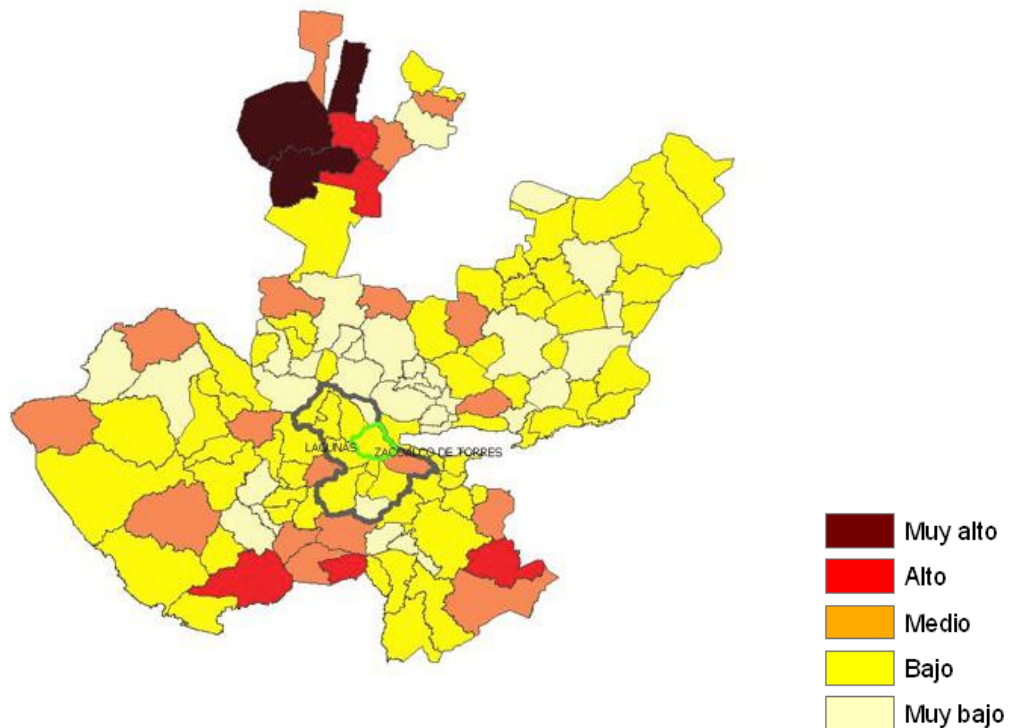 LAGUNAS
ZACOALCO DE TORRES
Muy alto
Alto
Medio
Bajo
Muy bajo